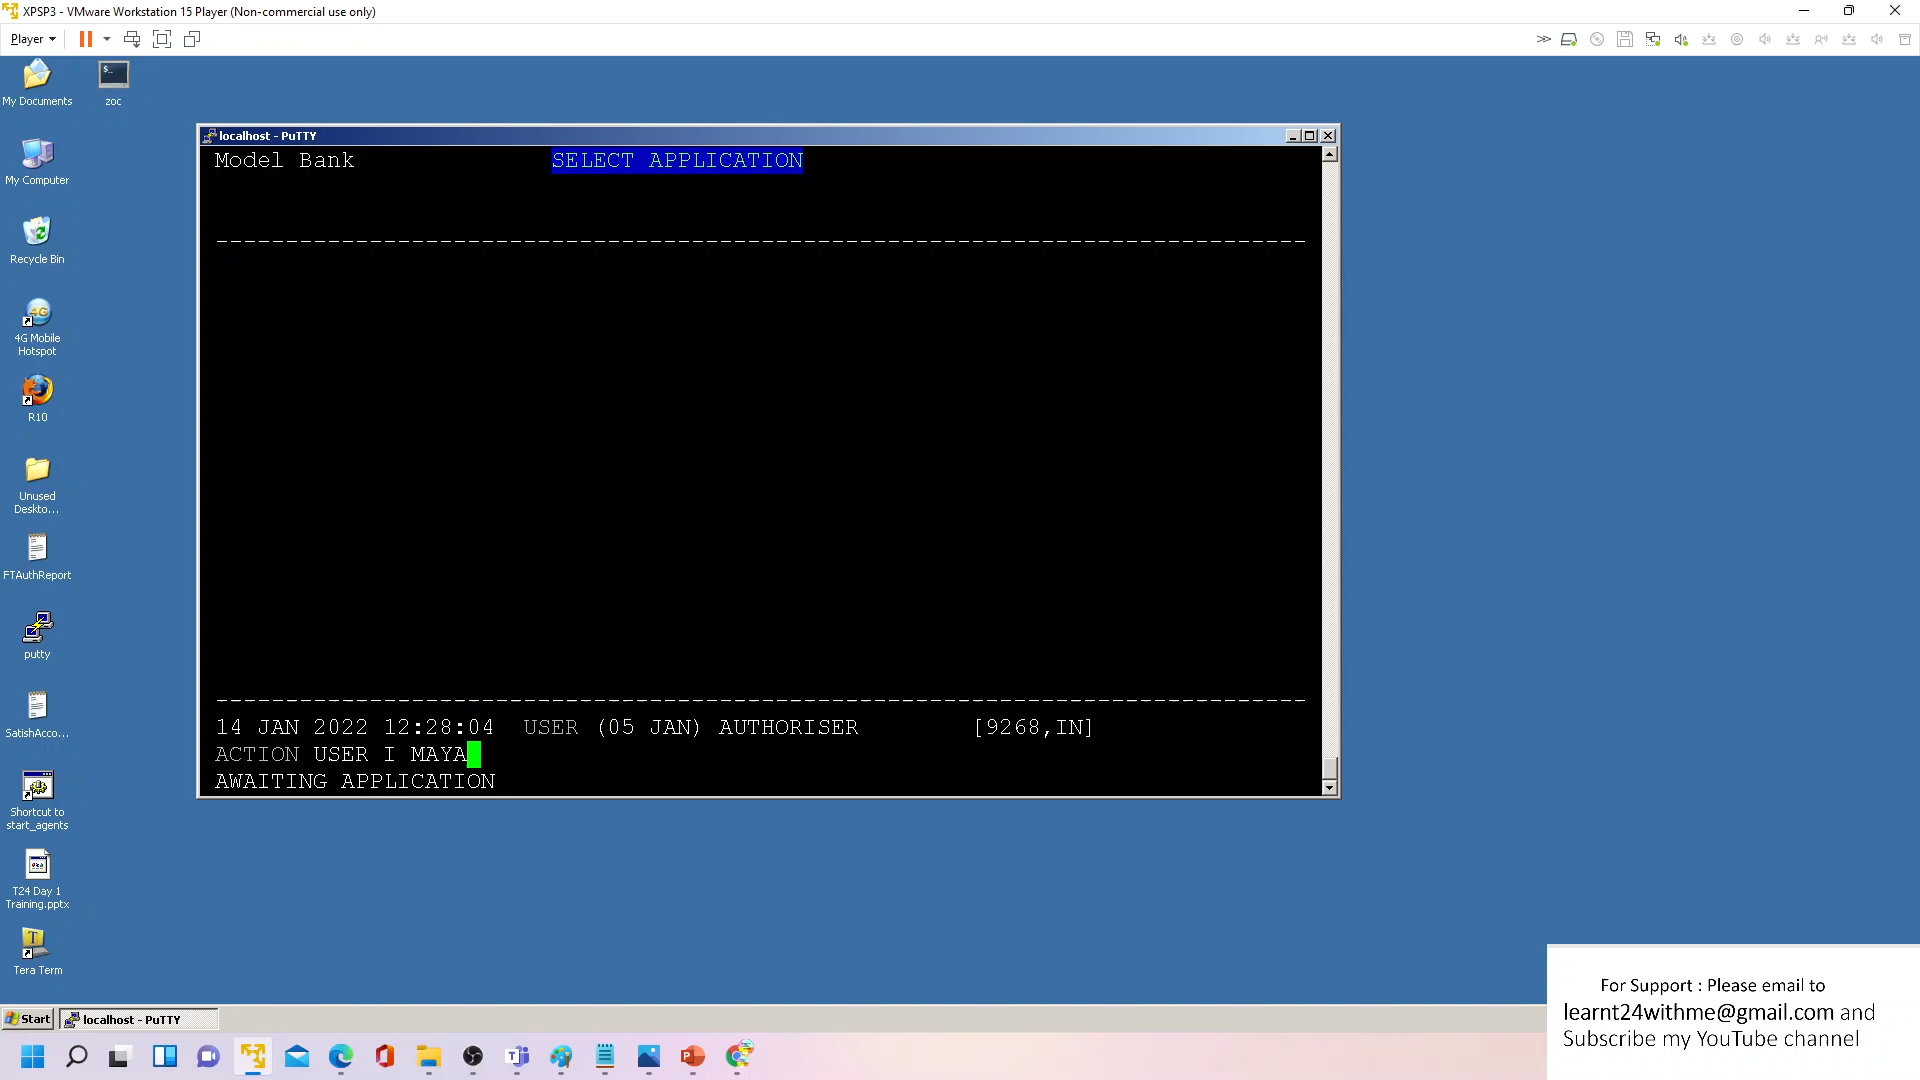 XPSP3 - VMware Workstation 15 Player (Non-commercial use only)
Player
My Documents
zoc
My Computer
Recycle Bin
4G
4G Mobile
Hotspot
R10
Unused
Deskto...
FTAuthReport
putty
SatishAcco...
Shortcut to
start_agents
T24 Day 1
Training.pptx
Tera Term
localhost - PuTTY
Model Bank SELECT APPLICATION
14 JAN 2022 12:28:04 USER (05 JAN) AUTHORISER [9268,IN]
ACTION USER I MAYA
AWAITING APPLICATION
Start
localhost - PuTTY
For Support : Please email to
learnt24withme@gmail.com and
Subscribe my YouTube channel